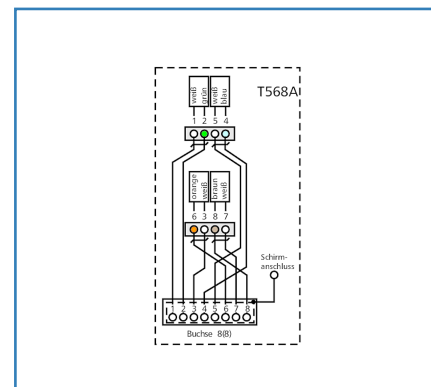 T568A
weiß grün weiß blau
1 2 5 4
orange weiß braun weiß
6 3 8 7
Schirm-
anschluss
1 2 3 4 5 6 7 8
Buchse 8(8)